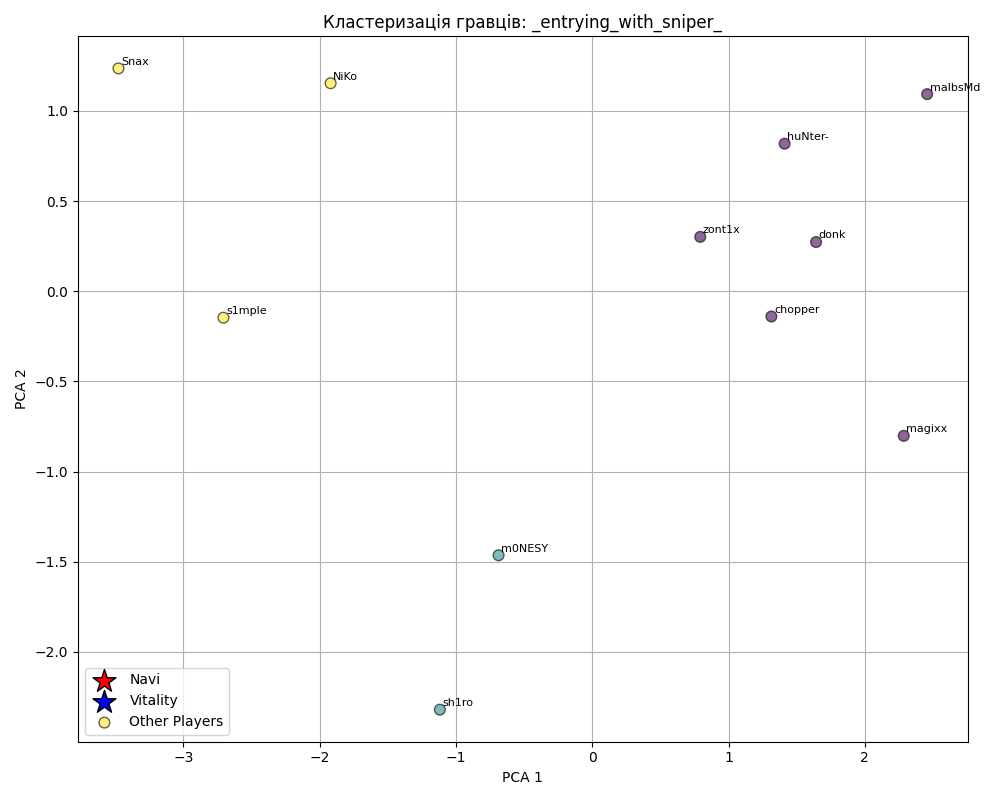 Кластеризація гравців: _entrying_with_sniper_
Snax
NiKo
malbsMd
huNter-
zont1x
donk
s1mple
chopper
magixx
m0NESY
sh1ro
1.0
0.5
0.0
−0.5
−1.0
−1.5
−2.0
PCA 2
Navi
Vitality
Other Players
−3
−2
−1
0
1
2
PCA 1